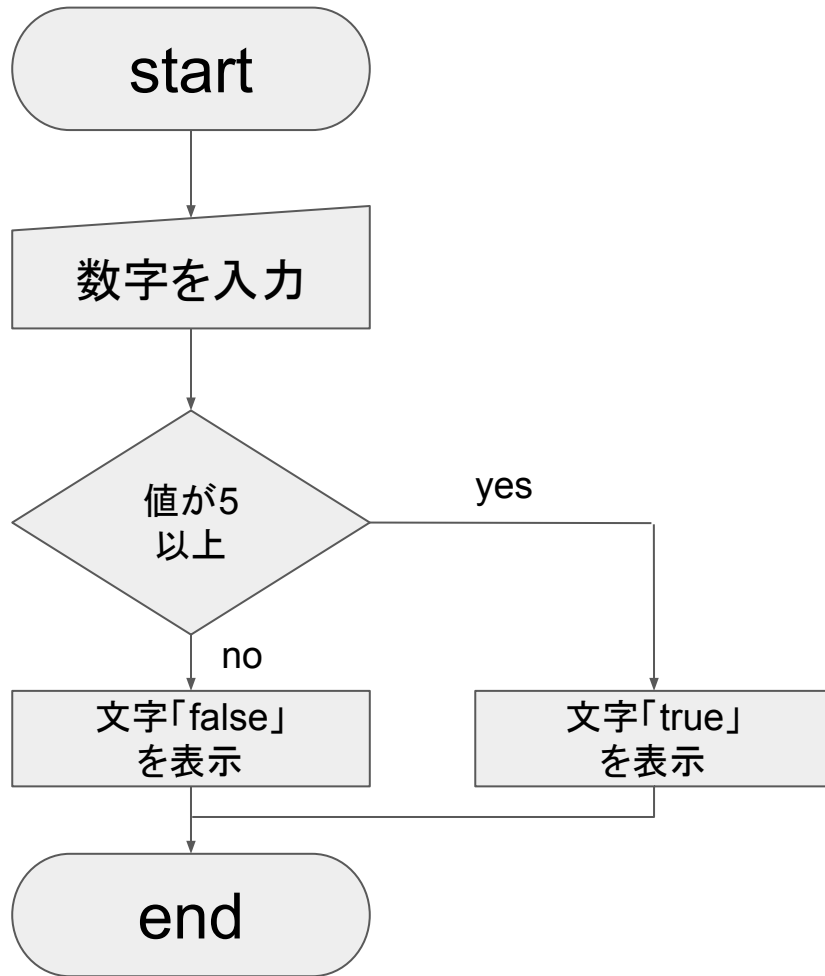 start
数字を入力
値が5
以上
yes
no
文字「false」
を表示
文字「true」
を表示
end